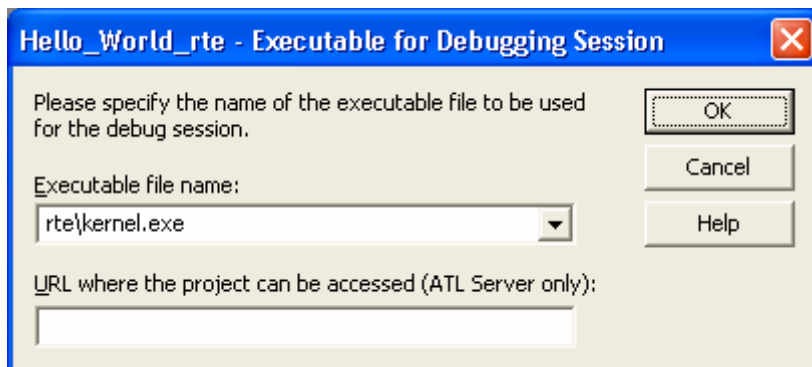 Hello_World_rte - Executable for Debugging Session
Please specify the name of the executable file to be used
for the debug session.
OK
Cancel
Executable file name:
rte\kernel.exe
Help
URL where the project can be accessed (ATL Server only):